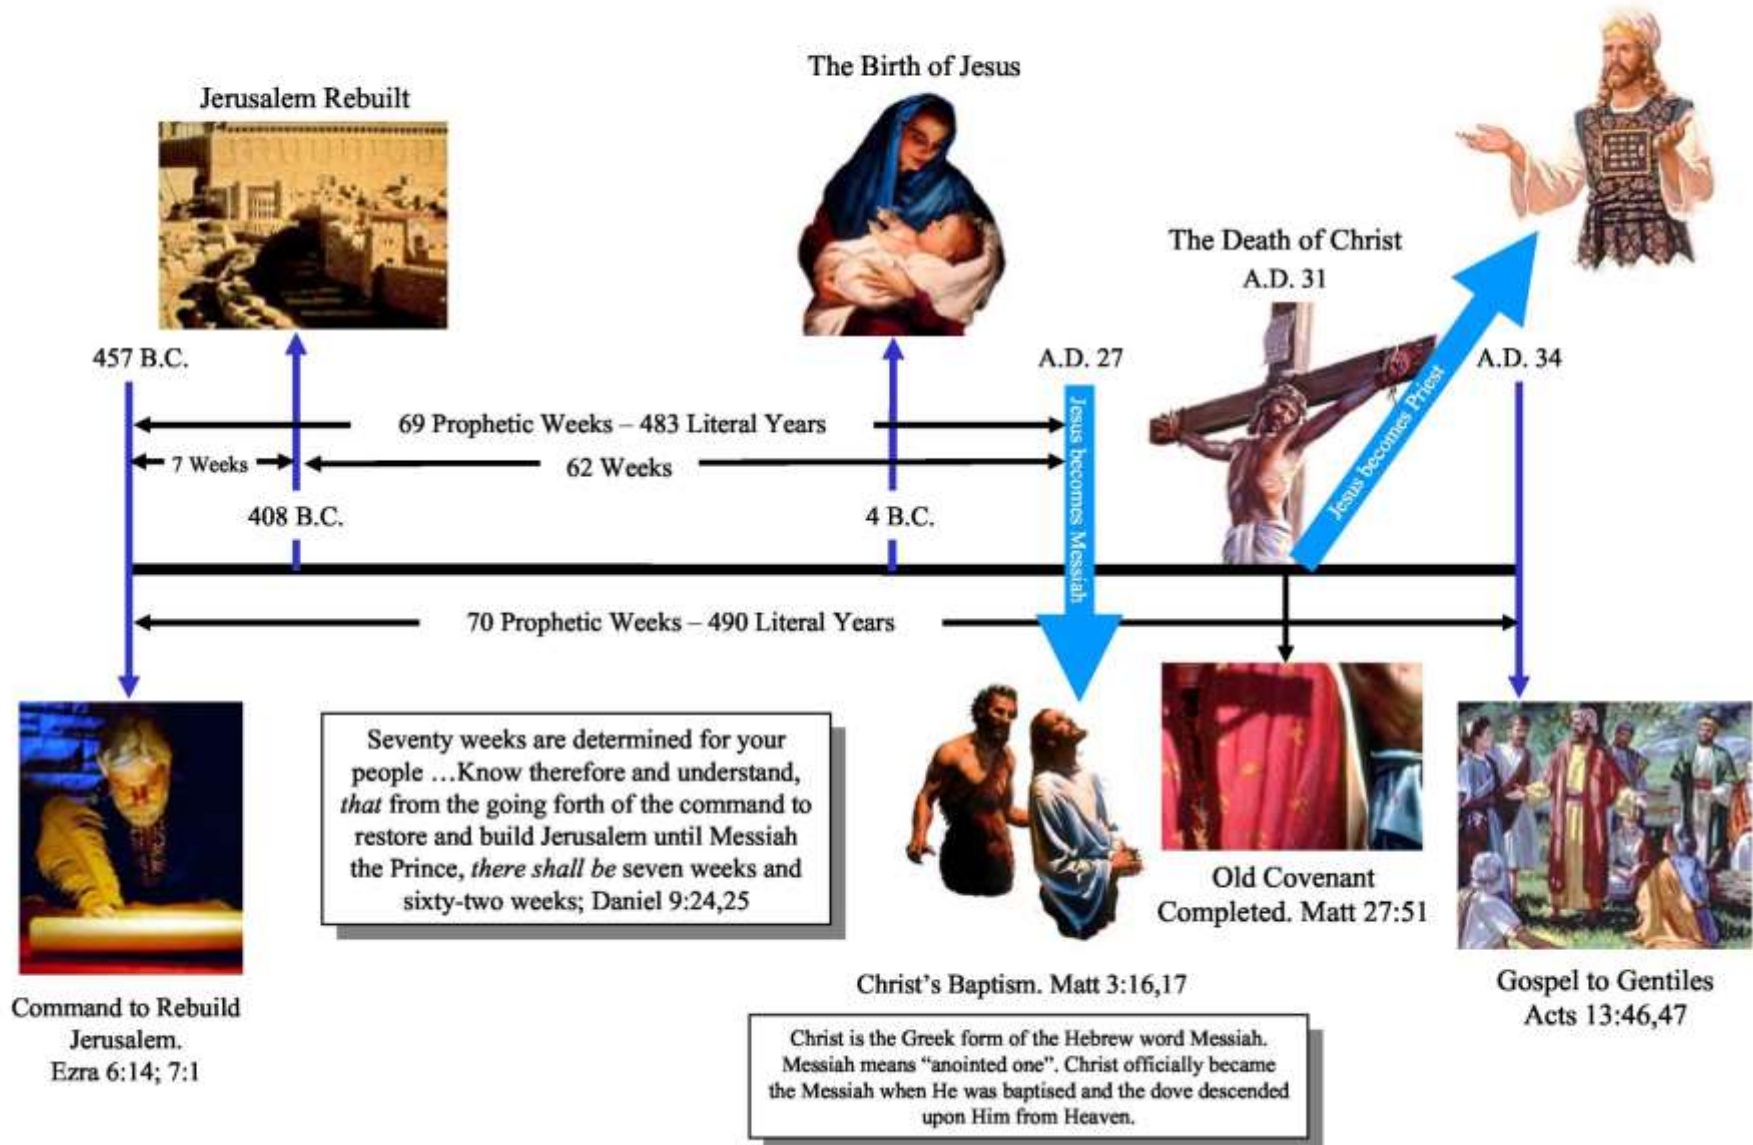 The Birth of Jesus
Jerusalem Rebuilt
The Death of Christ
A.D. 31
457 B.C.
A.D. 27
A.D. 34
69 Prophetic Weeks – 483 Literal Years
7 Weeks
62 Weeks
408 B.C.
4 B.C.
Jesus becomes Messiah
Jesus becomes Priest
70 Prophetic Weeks – 490 Literal Years
Seventy weeks are determined for your
people …Know therefore and understand,
that from the going forth of the command to
restore and build Jerusalem until Messiah
the Prince, there shall be seven weeks and
sixty-two weeks; Daniel 9:24,25
Old Covenant
Completed. Matt 27:51
Command to Rebuild
Jerusalem.
Ezra 6:14; 7:1
Christ's Baptism. Matt 3:16,17
Gospel to Gentiles
Acts 13:46,47
Christ is the Greek form of the Hebrew word Messiah.
Messiah means “anointed one”. Christ officially became
the Messiah when He was baptised and the dove descended
upon Him from Heaven.